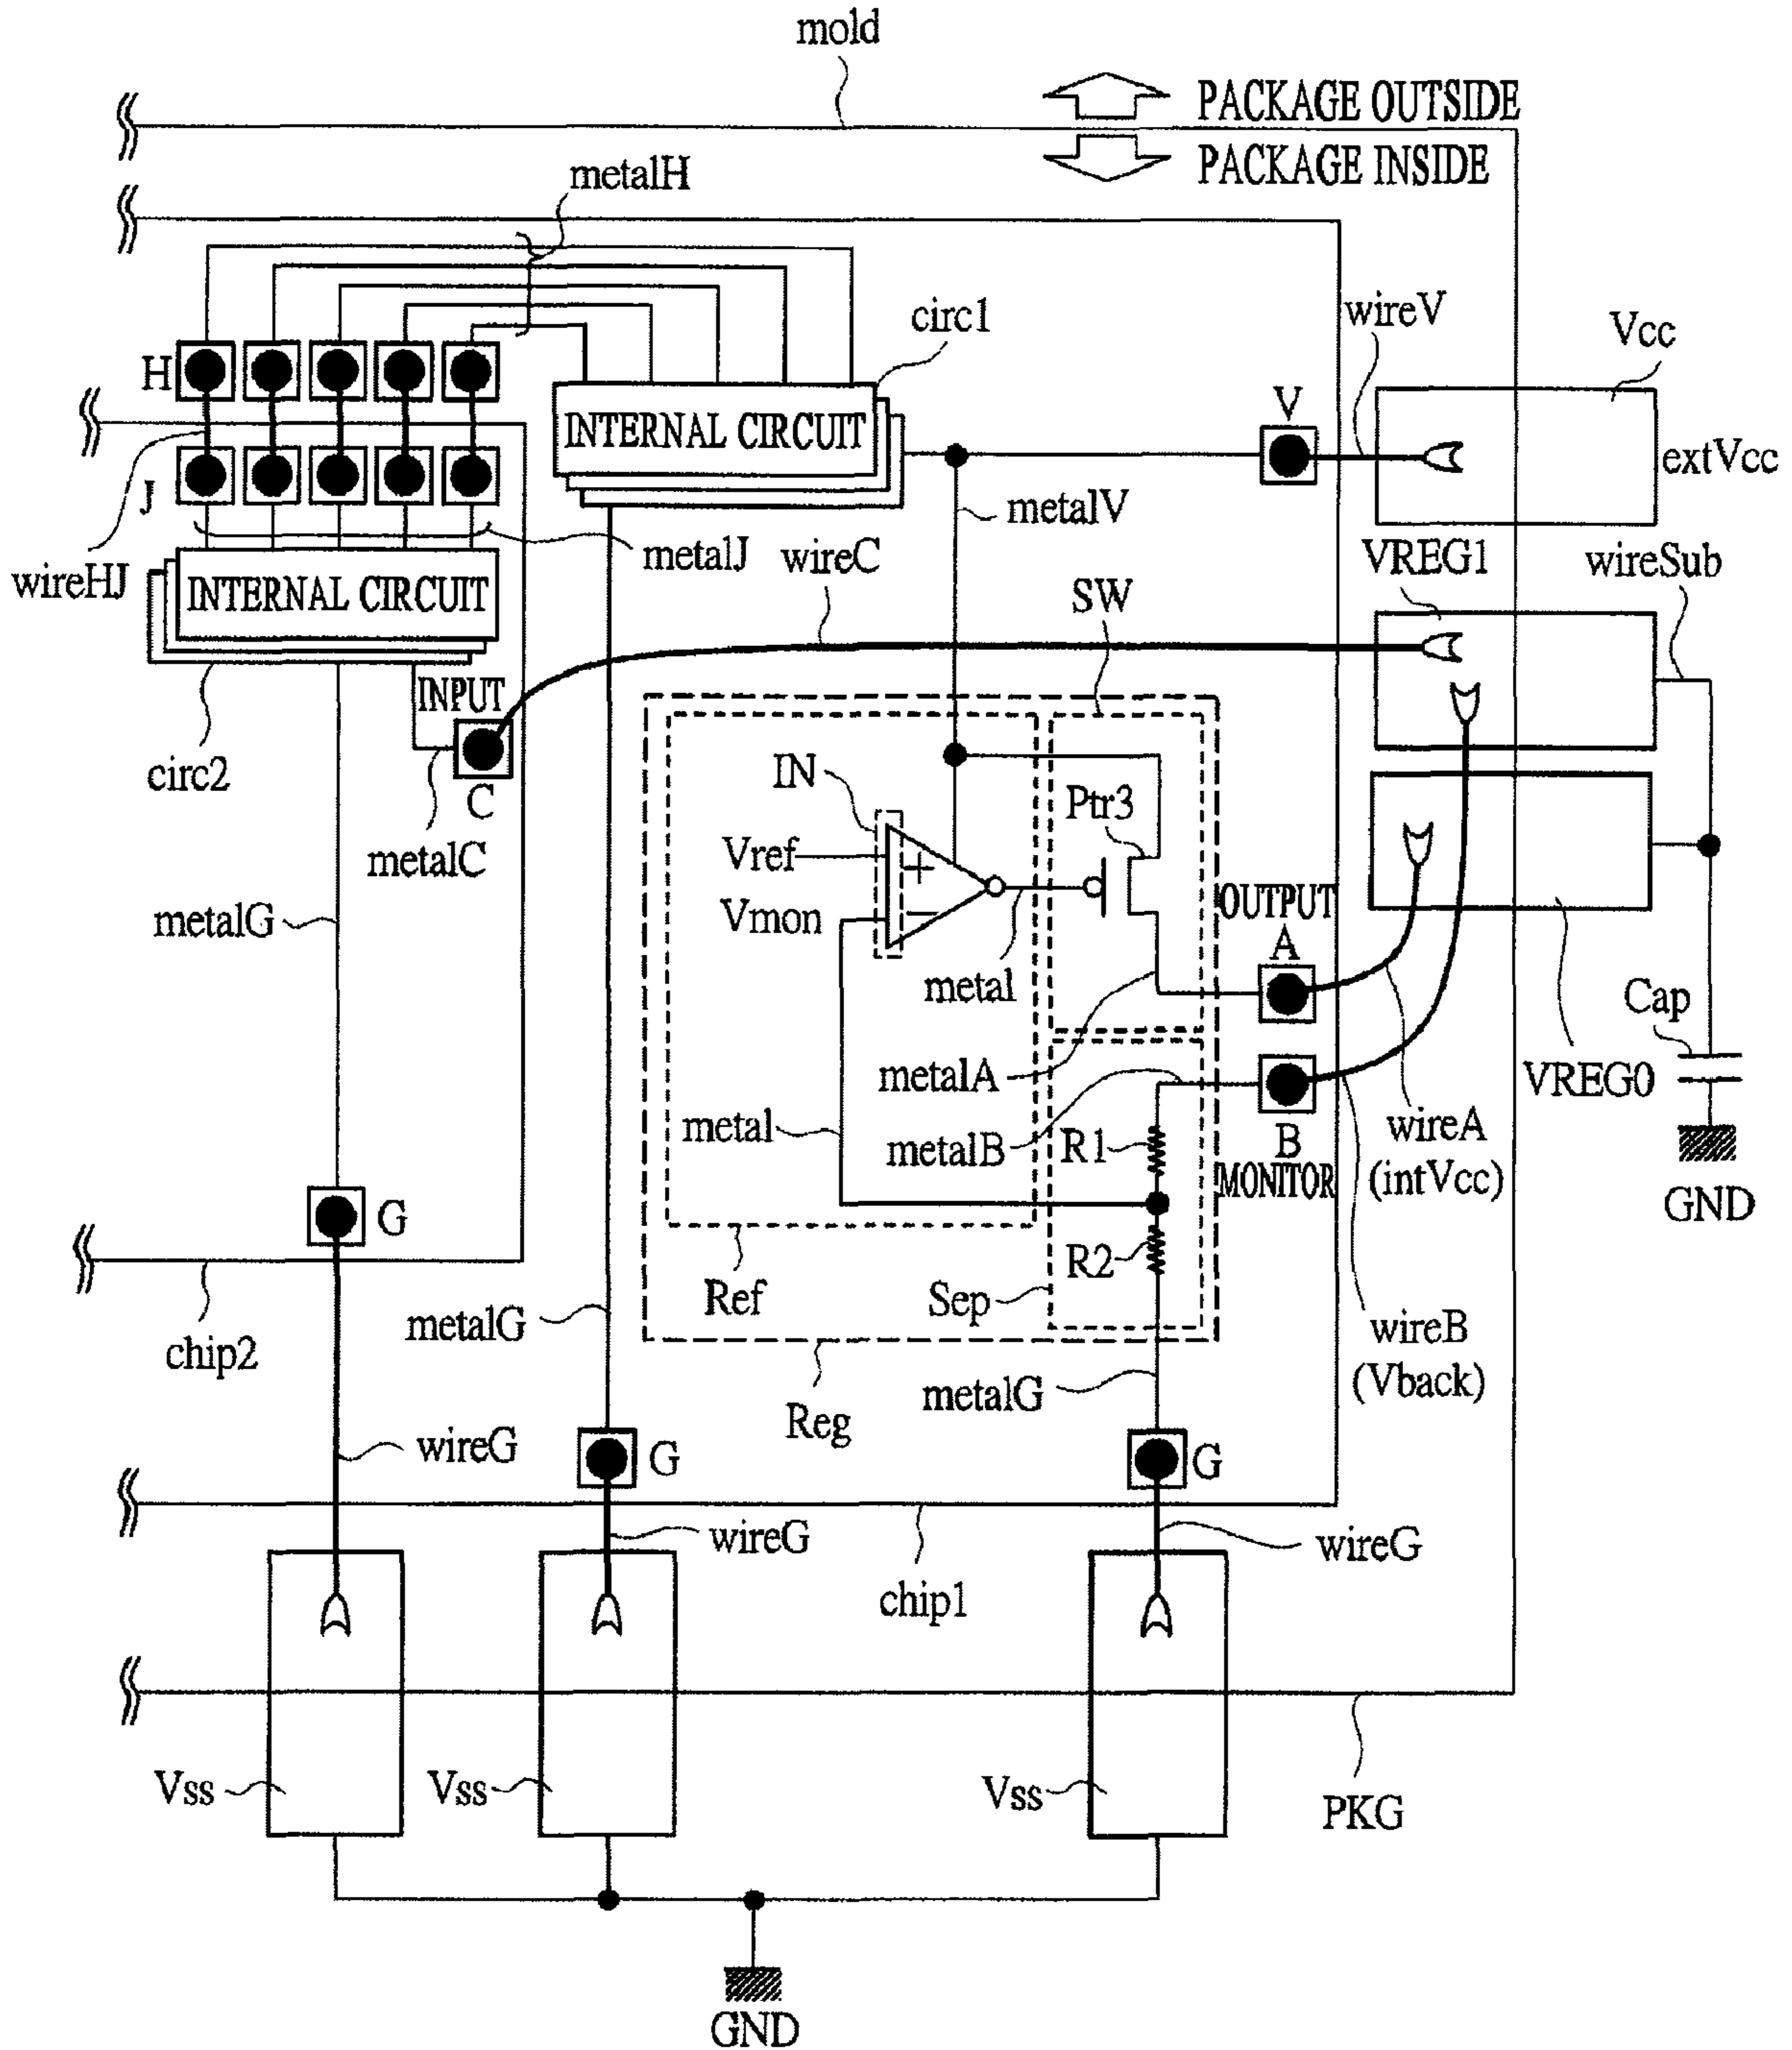 mold
PACKAGE OUTSIDE
PACKAGE INSIDE
metalH
circ1
wireV
Vcc
H
V
INTERNAL CIRCUIT
extVcc
J
metalV
metalJ
wireC
VREG1
wireSub
wireHJ
INTERNAL CIRCUIT
SW
INPUT
circ2
C
IN
Ptr3
metalC
Vref
+
Vmon
−
OUTPUT
A
metalG
metal
Cap
metalA
VREG0
metal
metalB
R1
B
MONITOR
wireA
(intVcc)
GND
G
R2
Ref
Sep
metalG
wireB
(Vback)
chip2
metalG
Reg
wireG
G
G
wireG
wireG
chip1
Vss
Vss
Vss
PKG
GND